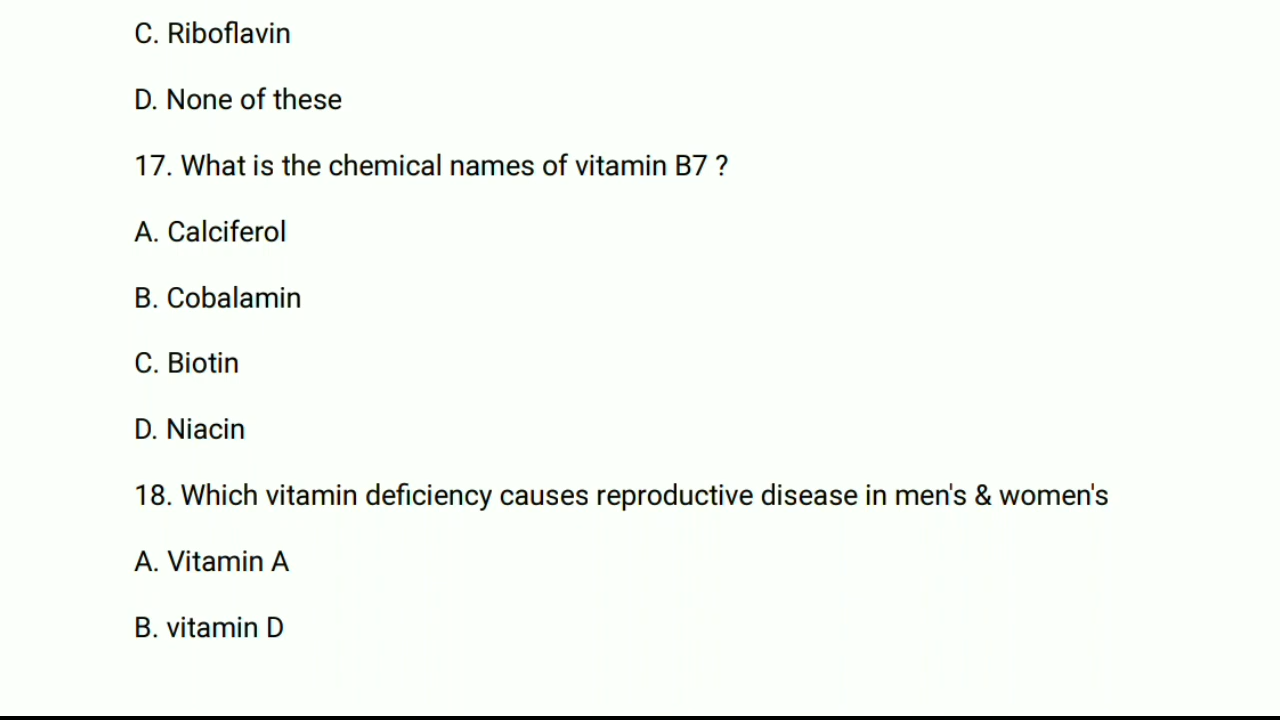 C. Riboflavin
D. None of these
17. What is the chemical names of vitamin B7 ?
A. Calciferol
B. Cobalamin
C. Biotin
D. Niacin
18. Which vitamin deficiency causes reproductive disease in men's & women's
A. Vitamin A
B. vitamin D